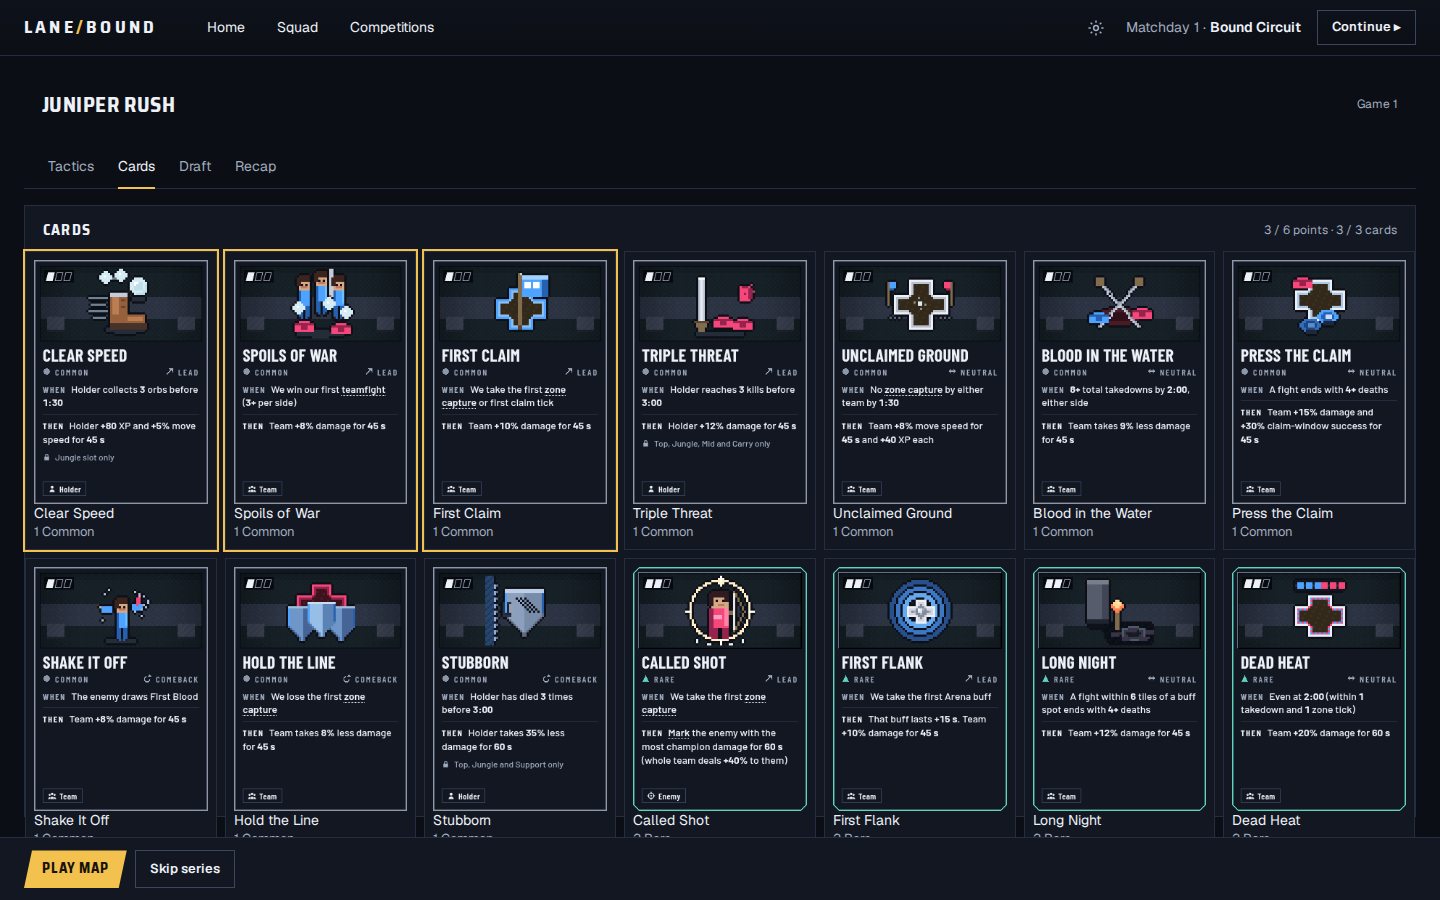 LANE/BOUND
Home
Squad
Competitions
Matchday 1 · Bound Circuit
Continue ▸
JUNIPER RUSH
Game 1
Tactics
Cards
Draft
Recap
CARDS
3 / 6 points · 3 / 3 cards
CLEAR SPEED
COMMON
LEAD
WHEN Holder collects 3 orbs before
1:30
THEN Holder +80 XP and +5% move
speed for 45 s
Jungle slot only
Holder
Clear Speed
1 Common
SPOILS OF WAR
COMMON
LEAD
WHEN We win our first teamfight
(3+ per side)
THEN Team +8% damage for 45 s
Team
Spoils of War
1 Common
FIRST CLAIM
COMMON
LEAD
WHEN We take the first zone
capture or first claim tick
THEN Team +10% damage for 45 s
Team
First Claim
1 Common
TRIPLE THREAT
COMMON
LEAD
WHEN Holder reaches 3 kills before
3:00
THEN Holder +12% damage for 45 s
Top, Jungle, Mid and Carry only
Holder
Triple Threat
1 Common
UNCLAIMED GROUND
COMMON
NEUTRAL
WHEN No zone capture by either
team by 1:30
THEN Team +8% move speed for
45 s and +40 XP each
Team
Unclaimed Ground
1 Common
BLOOD IN THE WATER
COMMON
NEUTRAL
WHEN 8+ total takedowns by 2:00,
either side
THEN Team takes 9% less damage
for 45 s
Team
Blood in the Water
1 Common
PRESS THE CLAIM
COMMON
NEUTRAL
WHEN A fight ends with 4+ deaths
THEN Team +15% damage and
+30% claim-window success for
45 s
Team
Press the Claim
1 Common
SHAKE IT OFF
COMMON
COMEBACK
WHEN The enemy draws First Blood
THEN Team +8% damage for 45 s
Team
Shake It Off
1 Common
HOLD THE LINE
COMMON
COMEBACK
WHEN We lose the first zone
capture
THEN Team takes 8% less damage
for 45 s
Team
Hold the Line
1 Common
STUBBORN
COMMON
COMEBACK
WHEN Holder has died 3 times
before 3:00
THEN Holder takes 35% less
damage for 60 s
Top, Jungle and Support only
Holder
Stubborn
1 Common
CALLED SHOT
RARE
LEAD
WHEN We take the first zone
capture
THEN Mark the enemy with the
most champion damage for 60 s
(whole team deals +40% to them)
Enemy
Called Shot
2 Rare
FIRST FLANK
RARE
LEAD
WHEN We take the first Arena buff
THEN That buff lasts +15 s. Team
+10% damage for 45 s
Team
First Flank
2 Rare
LONG NIGHT
RARE
NEUTRAL
WHEN A fight within 6 tiles of a buff
spot ends with 4+ deaths
THEN Team +12% damage for 45 s
Team
Long Night
2 Rare
DEAD HEAT
RARE
NEUTRAL
WHEN Even at 2:00 (within 1
takedown and 1 zone tick)
THEN Team +20% damage for 60 s
Team
Dead Heat
2 Rare
PLAY MAP
Skip series